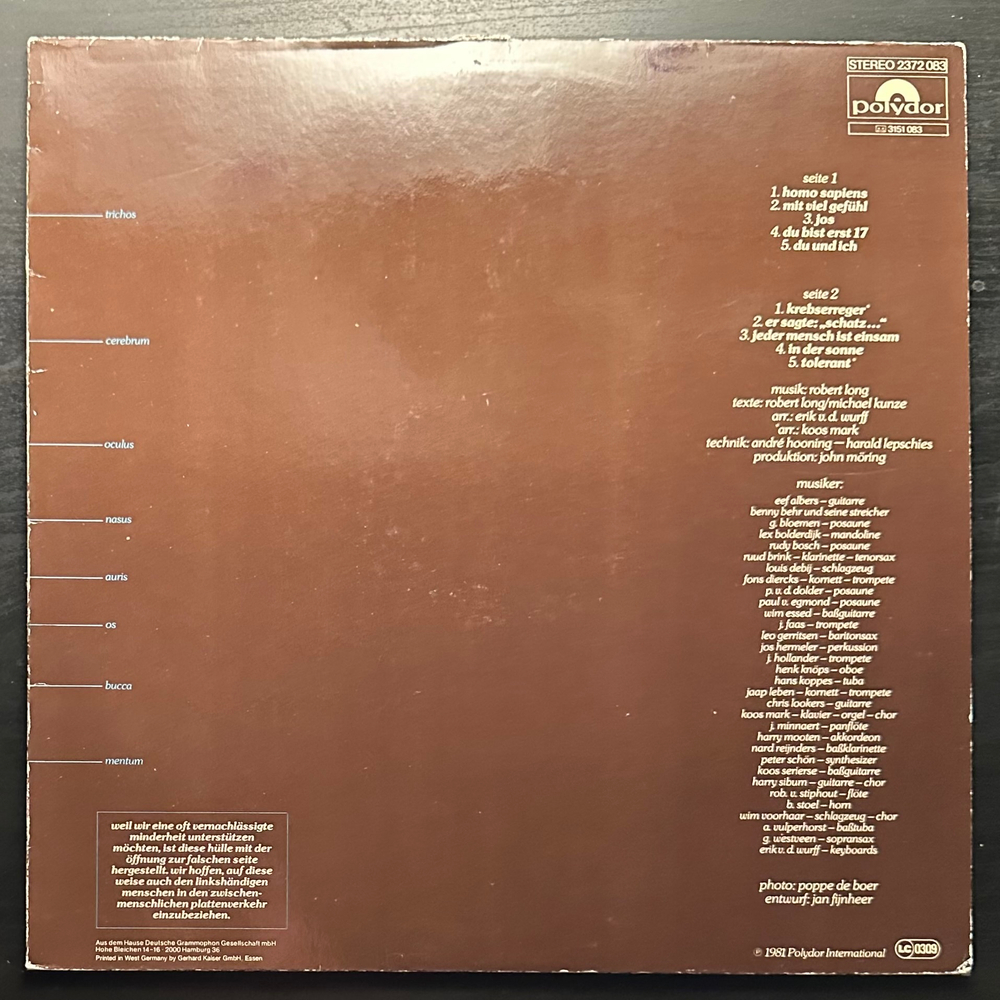 STEREO 2372 083
polydor
3151 083
seite 1
1. homo sapiens
2. mit viel gefühl
3. jos
4. du bist erst 17
5. du und ich
seite 2
1. krebserreger*
2. er sagte: „schatz...“
3. jeder mensch ist einsam
4. in der sonne
5. tolerant*
musik: robert long
texte: robert long/michael kunze
arr.: erik v. d. wurff
*arr.: koos mark
technik: andré hooning – harald lepschies
produktion: john möring
musiker:
eef albers – guitarre
benny behr und seine streicher
g. bloemen – posaune
lex bolderdijk – mandoline
rudy bosch – posaune
ruud brink – klarinette – tenorsax
louis debij – schlagzeug
fons diercks – kornett – trompete
p. v. d. dolder – posaune
paul v. egmond – posaune
wim essed – baßguitarre
j. faas – trompete
leo gerritsen – baritonsax
jos hermeler – perkussion
j. hollander – trompete
henk knöps – oboe
hans koppes – tuba
jaap leben – kornett – trompete
chris lookers – guitarre
koos mark – klavier – orgel – chor
j. minnaert – panflöte
harry mooten – akkordeon
nard reijnders – baßklarinette
peter schön – synthesizer
koos serierse – baßguitarre
harry sibum – guitarre – chor
rob. v. stiphout – flöte
b. stoel – horn
wim voorhaar – schlagzeug – chor
a. vulperhorst – baßtuba
g. westveen – sopransax
erik v. d. wurff – keyboards
photo: poppe de boer
entwurf: jan fijnheer
℗ 1981 Polydor International
LC 0309
trichos
cerebrum
oculus
nasus
auris
os
bucca
mentum
weil wir eine oft vernachlässigte
minderheit unterstützen
möchten, ist diese hülle mit der
öffnung zur falschen seite
hergestellt. wir hoffen, auf diese
weise auch den linkshändigen
menschen in den zwischen-
menschlichen plattenverkehr
einzubeziehen.
Aus dem Hause Deutsche Grammophon Gesellschaft mbH
Hohe Bleichen 14–16 · 2000 Hamburg 36
Printed in West Germany by Gerhard Kaiser GmbH, Essen